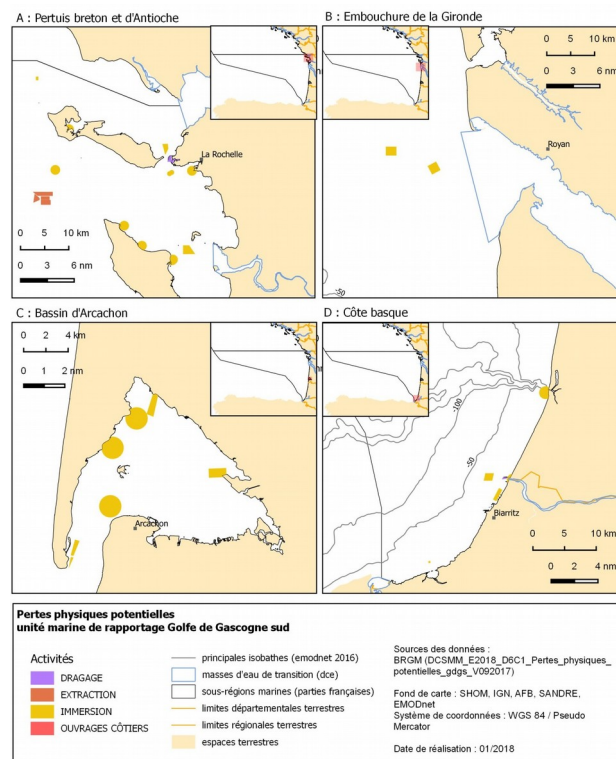 A : Pertuis breton et d'Antioche
La Rochelle
0 5 10 km
0 3 6 nm
B : Embouchure de la Gironde
0 5 10 km
0 3 6 nm
Royan
-50
C : Bassin d'Arcachon
0 2 4 km
0 1 2 nm
Arcachon
D : Côte basque
-100
-50
Biarritz
0 5 10 km
0 2 4 nm
Pertes physiques potentielles
unité marine de rapportage Golfe de Gascogne sud
Activités
DRAGAGE
EXTRACTION
IMMERSION
OUVRAGES CÔTIERS
principales isobathes (emodnet 2016)
masses d'eau de transition (dce)
sous-régions marines (parties françaises)
limites départementales terrestres
limites régionales terrestres
espaces terrestres
Sources des données :
BRGM (DCSMM_E2018_D6C1_Pertes_physiques_
potentielles_gdgs_V092017)
Fond de carte : SHOM, IGN, AFB, SANDRE,
EMODnet
Système de coordonnées : WGS 84 / Pseudo
Mercator
Date de réalisation : 01/2018